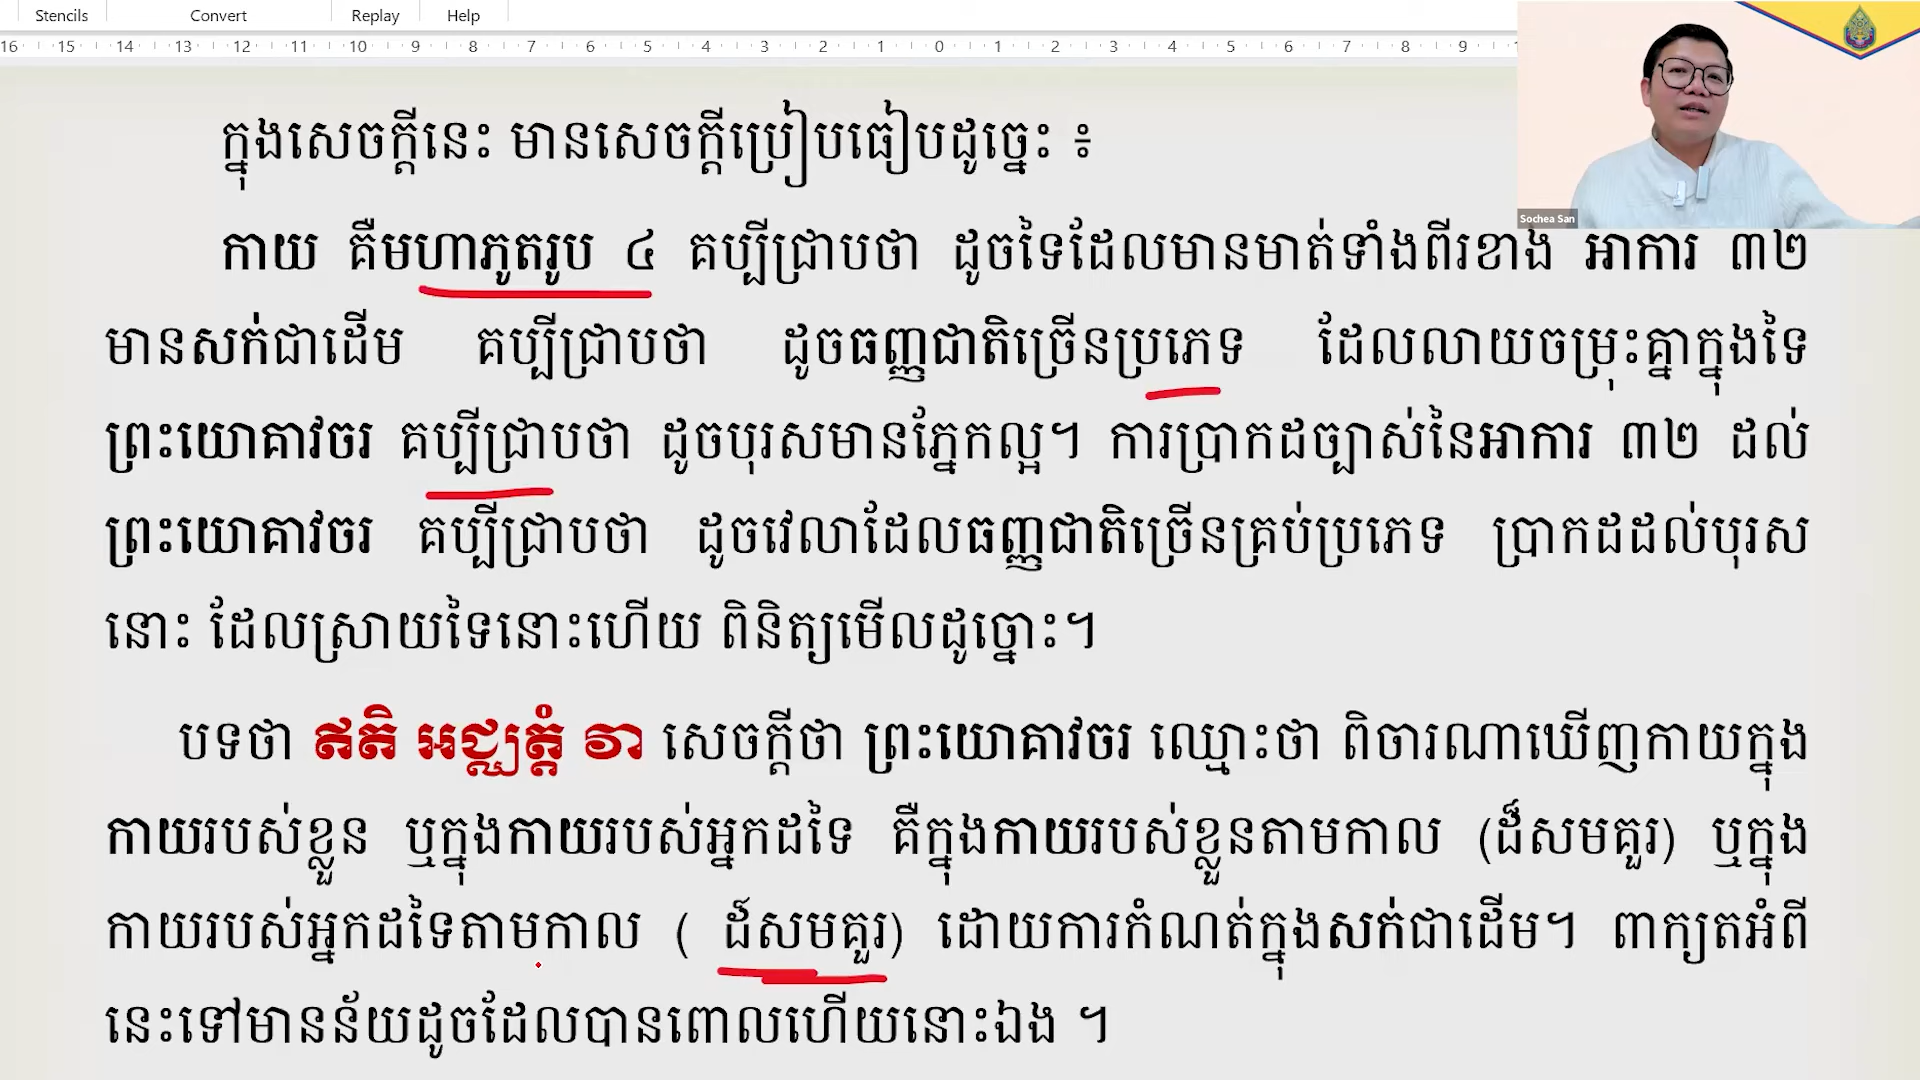 Stencils Convert Replay Help
16 15 14 13 12 11 10 9 8 7 6 5 4 3 2 1 0 1 2 3 4 5 6 7 8 9
Sochea San
ក្នុងសេចក្ដីនេះ មានសេចក្ដីប្រៀបធៀបដូច្នេះ ៖
កាយ គឺមហាភូតរូប ៤ គប្បីជ្រាបថា ដូចទៃដែលមានមាត់ទាំងពីរខាង អាការ ៣២
មានសក់ជាដើម គប្បីជ្រាបថា ដូចធញ្ញជាតិច្រើនប្រភេទ ដែលលាយចម្រុះគ្នាក្នុងទៃ
ព្រះយោគាវចរ គប្បីជ្រាបថា ដូចបុរសមានភ្នែកល្អ។ ការប្រាកដច្បាស់នៃអាការ ៣២ ដល់
ព្រះយោគាវចរ គប្បីជ្រាបថា ដូចវេលាដែលធញ្ញជាតិច្រើនគ្រប់ប្រភេទ ប្រាកដដល់បុរស
នោះ ដែលស្រាយទៃនោះហើយ ពិនិត្យមើលដូច្នោះ។
បទថា ឥតិ អជ្ឈត្តំ វា សេចក្ដីថា ព្រះយោគាវចរ ឈ្មោះថា ពិចារណាឃើញកាយក្នុង
កាយរបស់ខ្លួន ឬក្នុងកាយរបស់អ្នកដទៃ គឺក្នុងកាយរបស់ខ្លួនតាមកាល (ដ៏សមគួរ) ឬក្នុង
កាយរបស់អ្នកដទៃតាមកាល ( ដ៏សមគួរ) ដោយការកំណត់ក្នុងសក់ជាដើម។ ពាក្យតអំពី
នេះទៅមានន័យដូចដែលបានពោលហើយនោះឯង ។